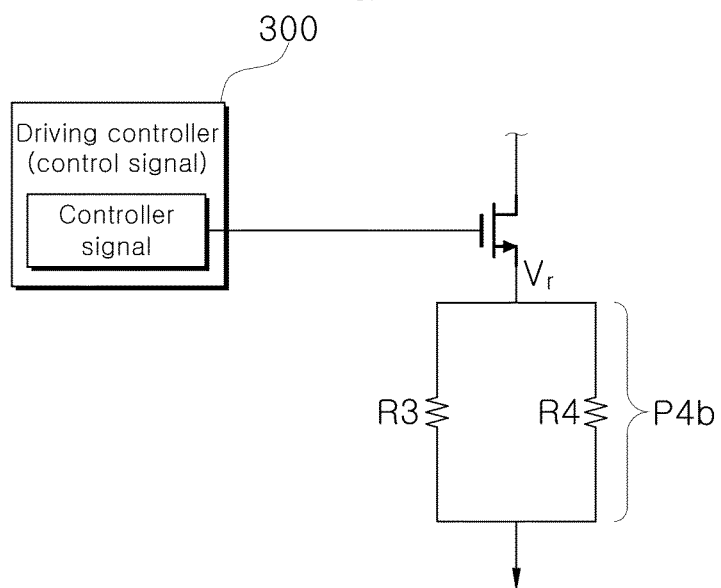 300
Driving controller
(control signal)
Controller
signal
Vr
R3
R4
P4b